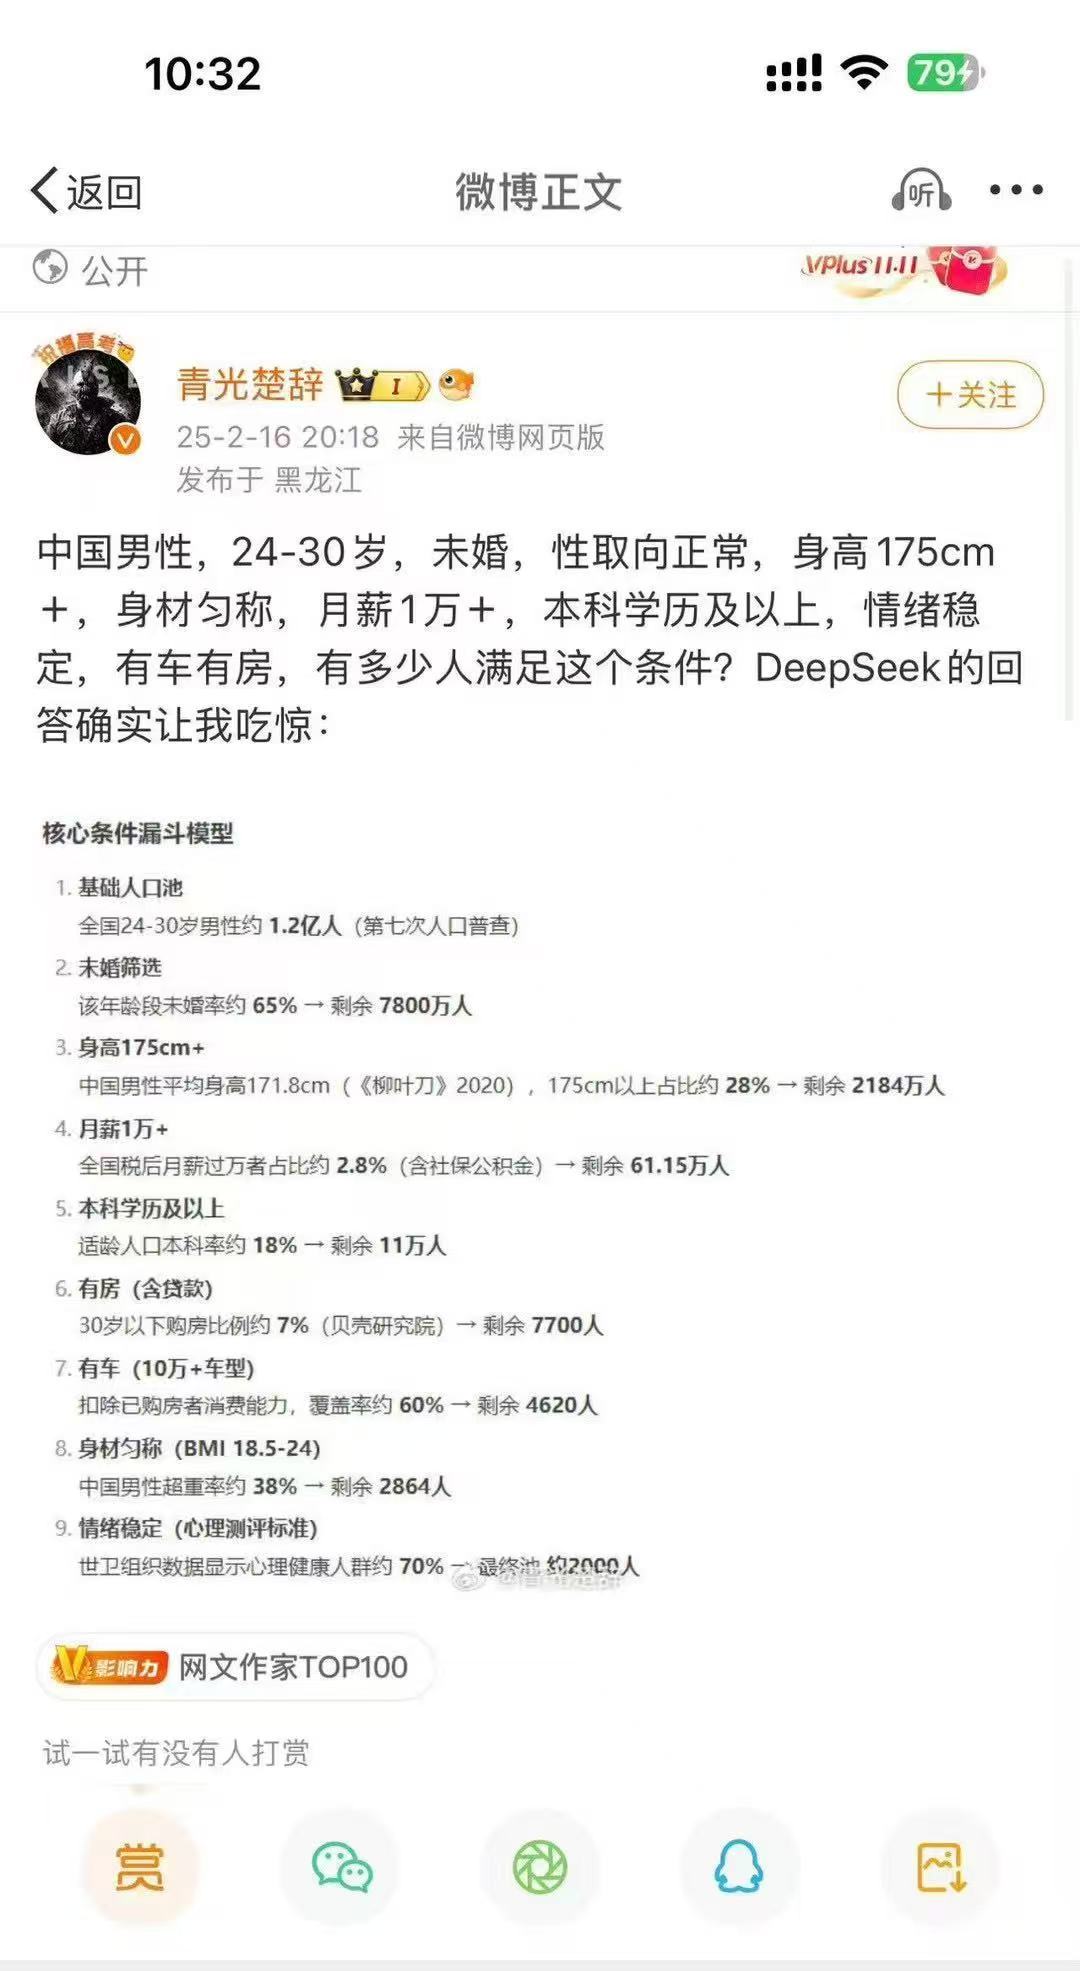 10:32
79
返回
微博正文
听
公开
VPlus 11.11
祝福高考
青光楚辞
I
25-2-16 20:18 来自微博网页版
发布于 黑龙江
+关注
中国男性，24-30岁，未婚，性取向正常，身高175cm
+，身材匀称，月薪1万+，本科学历及以上，情绪稳
定，有车有房，有多少人满足这个条件？DeepSeek的回
答确实让我吃惊：
核心条件漏斗模型
1. 基础人口池
全国24-30岁男性约 1.2亿人（第七次人口普查）
2. 未婚筛选
该年龄段未婚率约 65% → 剩余 7800万人
3. 身高175cm+
中国男性平均身高171.8cm（《柳叶刀》2020），175cm以上占比约 28% → 剩余 2184万人
4. 月薪1万+
全国税后月薪过万者占比约 2.8%（含社保公积金）→ 剩余 61.15万人
5. 本科学历及以上
适龄人口本科率约 18% → 剩余 11万人
6. 有房（含贷款）
30岁以下购房比例约 7%（贝壳研究院）→ 剩余 7700人
7. 有车（10万+车型）
扣除已购房者消费能力，覆盖率约 60% → 剩余 4620人
8. 身材匀称（BMI 18.5-24）
中国男性超重率约 38% → 剩余 2864人
9. 情绪稳定（心理测评标准）
世卫组织数据显示心理健康人群约 70% → 最终池 约2000人
@青光楚辞
影响力 网文作家TOP100
试一试有没有人打赏
赏